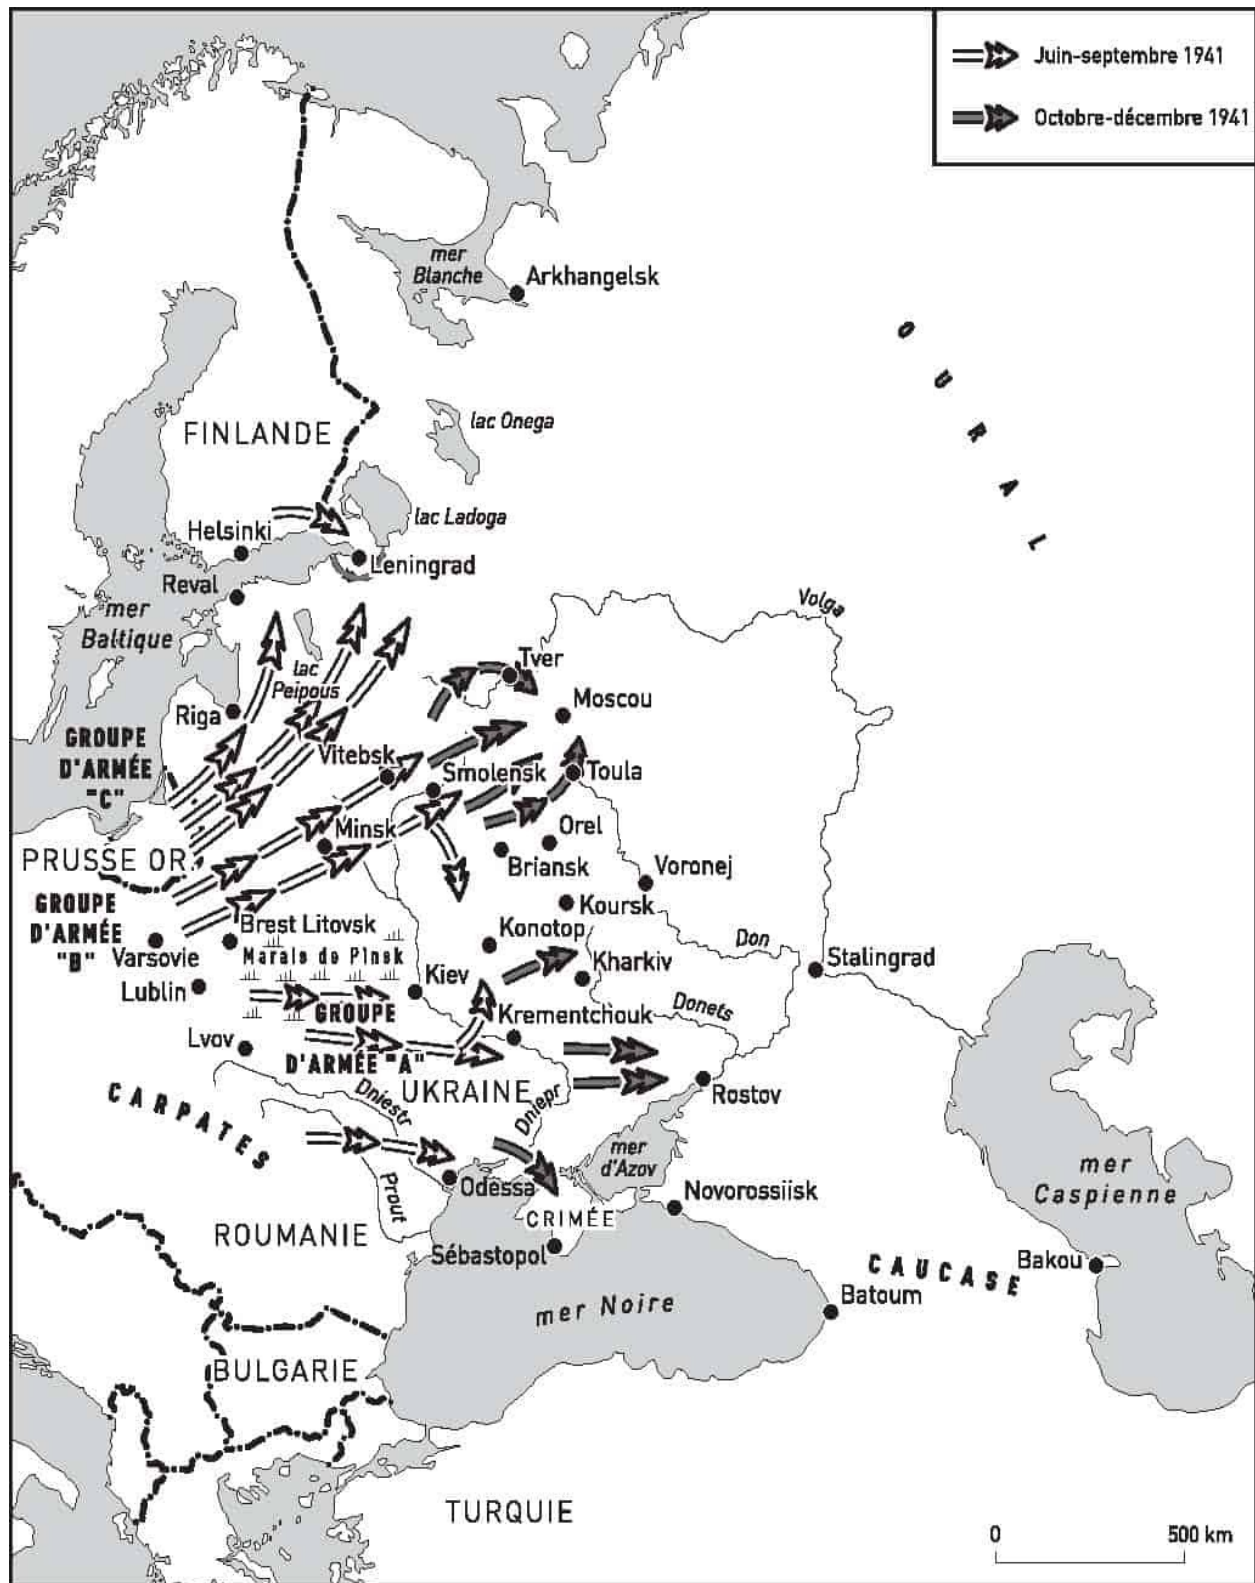 Juin-septembre 1941
Octobre-décembre 1941
mer
Blanche
Arkhangelsk
OURAL
FINLANDE
lac Onega
lac Ladoga
Helsinki
Leningrad
Reval
mer
Baltique
Volga
lac
Peipous
Tver
Moscou
Riga
GROUPE
D'ARMÉE
"C"
Vitebsk
Smolensk
Toula
Minsk
Orel
PRUSSE OR.
Briansk
Voronej
GROUPE
D'ARMÉE
"B"
Koursk
Brest Litovsk
Konotop
Don
Varsovie
Marais de Pinsk
Stalingrad
Lublin
Kiev
Kharkiv
GROUPE
D'ARMÉE "A"
Krementchouk
Donets
Lvov
UKRAINE
CARPATES
Dniestr
Dniepr
Rostov
mer
d'Azov
mer
Caspienne
Prout
Odessa
Novorossiisk
CRIMÉE
ROUMANIE
Sébastopol
CAUCASE
Bakou
mer Noire
Batoum
BULGARIE
TURQUIE
0 500 km